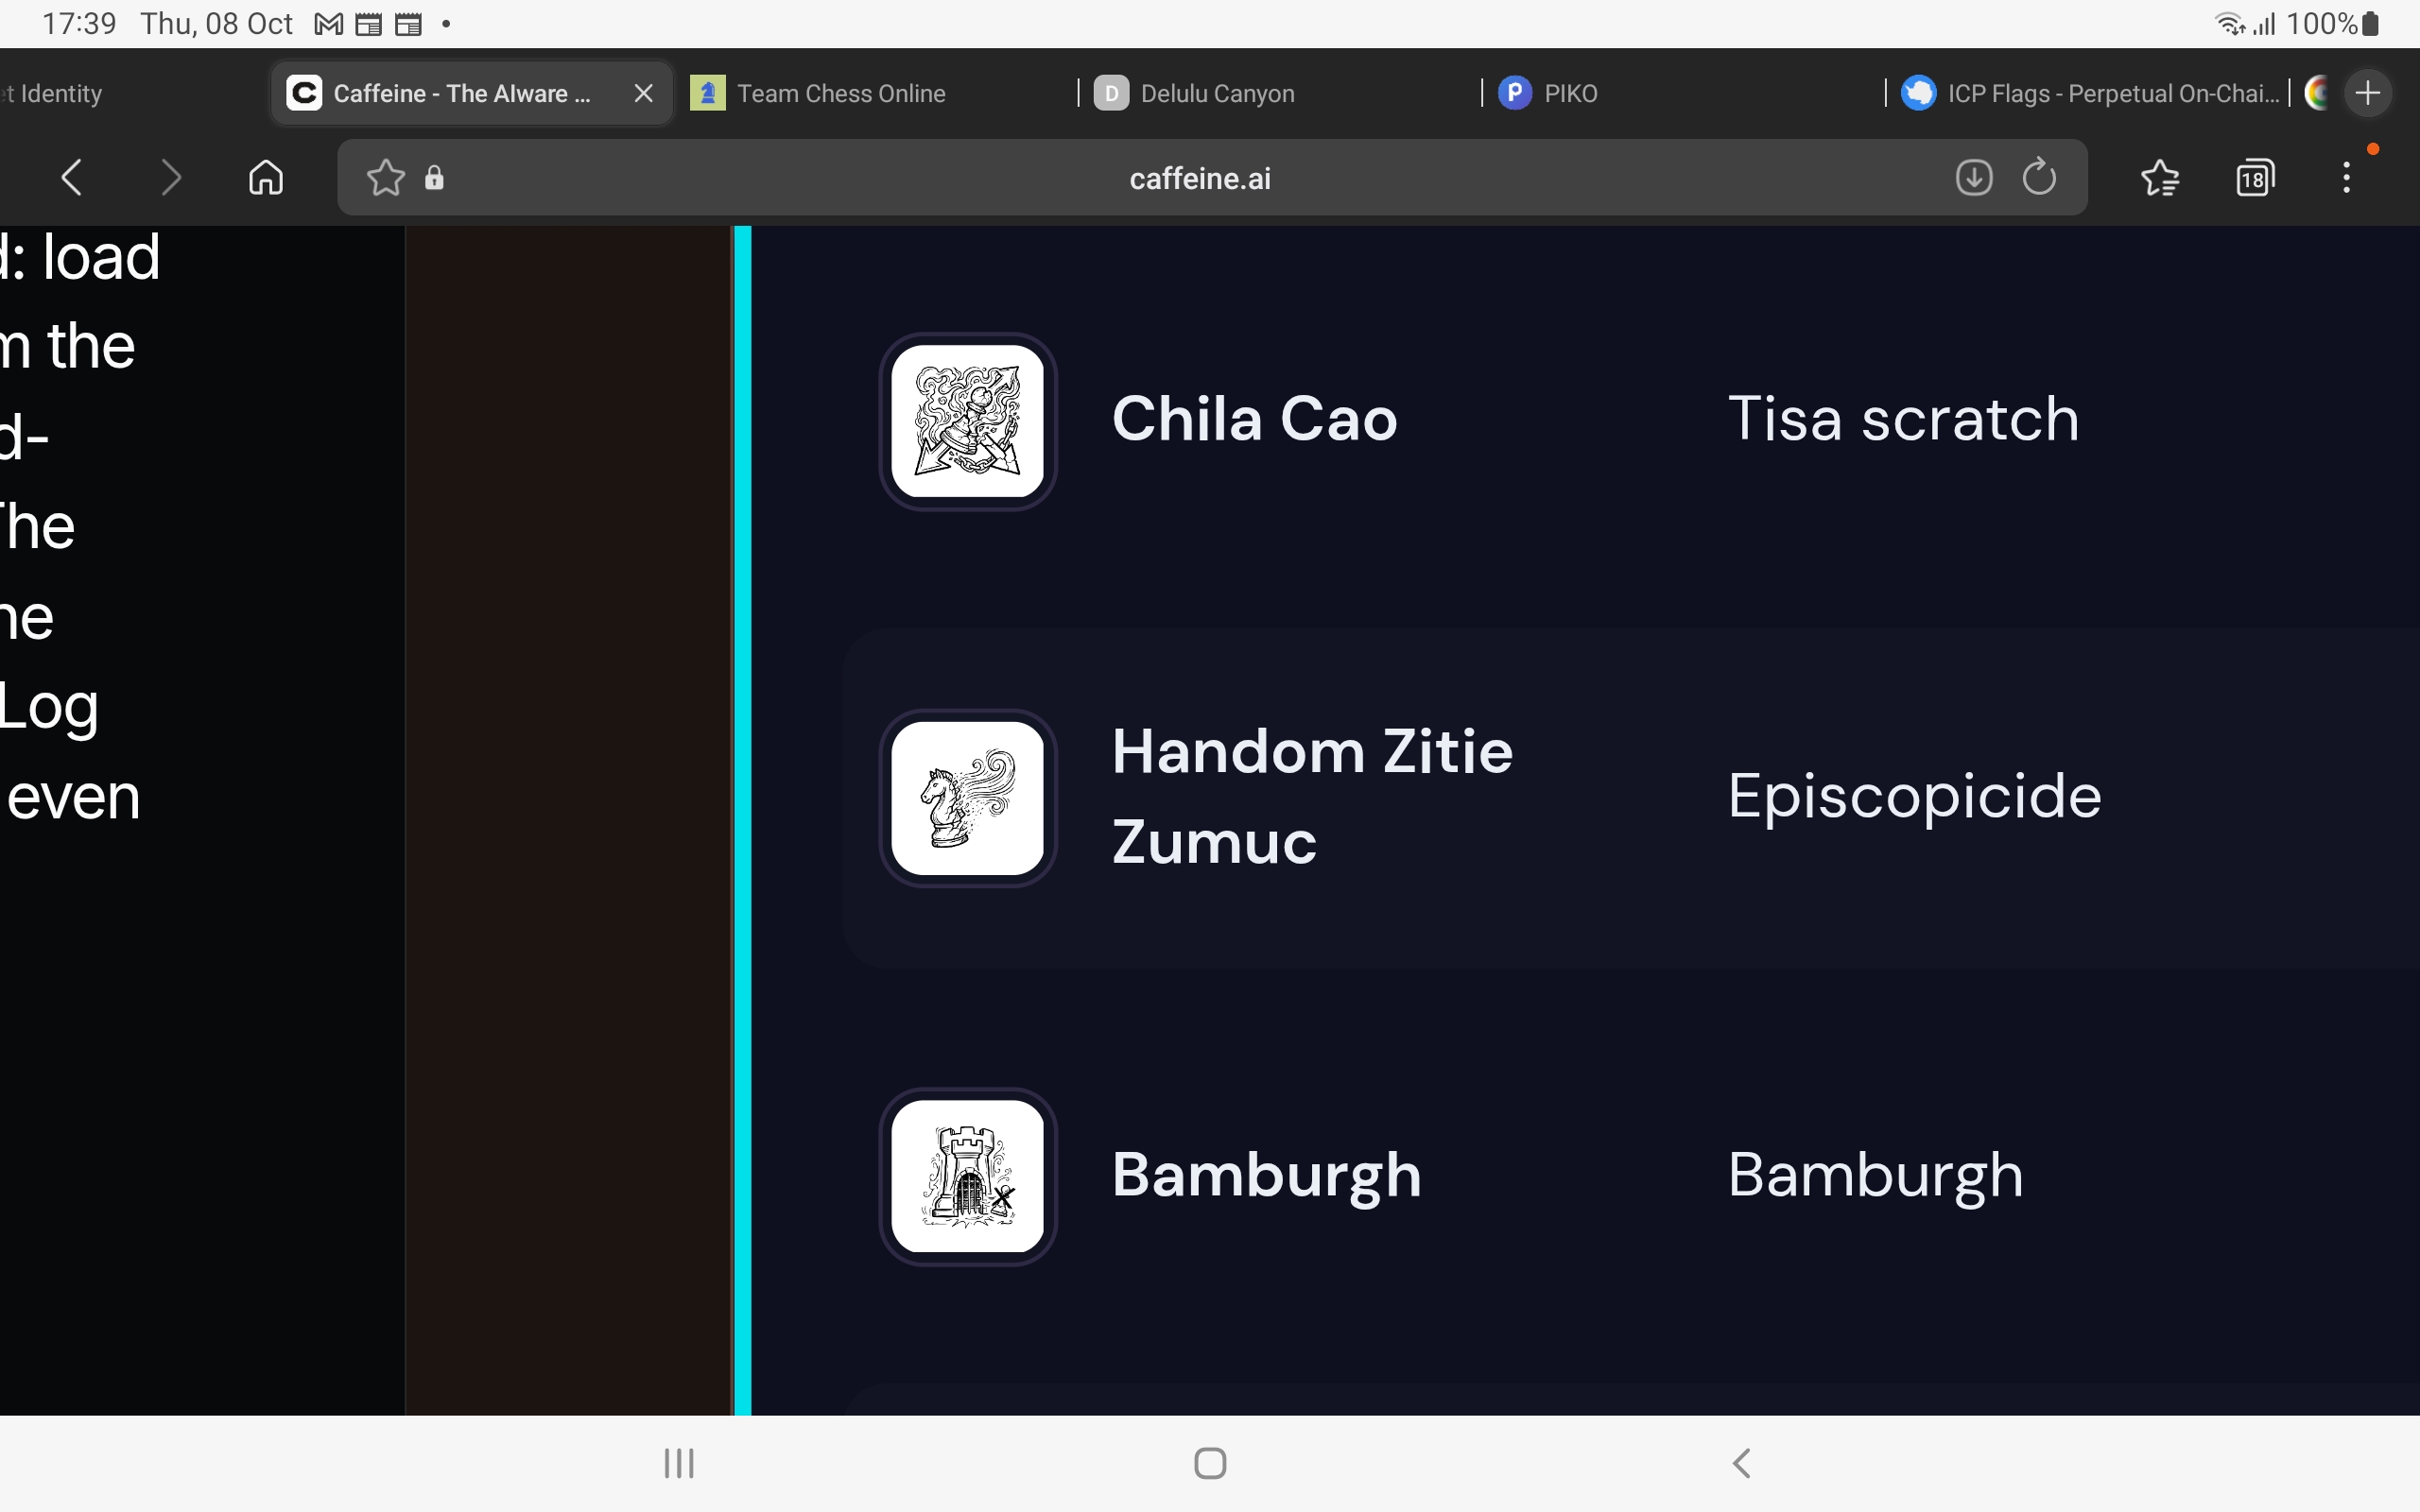 17:39 Thu, 08 Oct
100%
t Identity
Caffeine - The AIware ...
Team Chess Online
D Delulu Canyon
P PIKO
ICP Flags - Perpetual On-Chai...
caffeine.ai
18
d: load
m the
d-
The
ne
Log
even
Chila Cao
Tisa scratch
Handom Zitie
Zumuc
Episcopicide
Bamburgh
Bamburgh